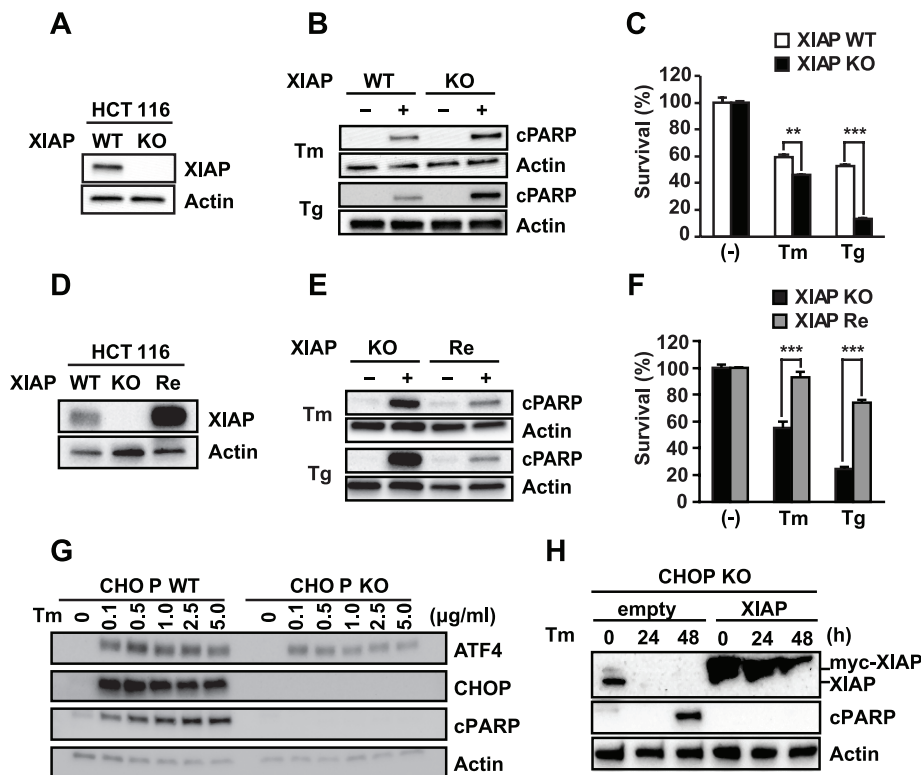 A
HCT 116
XIAP WT KO
XIAP
Actin
B
XIAP WT KO
– + – +
Tm cPARP
Actin
Tg cPARP
Actin
C
XIAP WT
XIAP KO
Survival (%)
120
100
80
60
40
20
0
** ***
(-) Tm Tg
D
HCT 116
XIAP WT KO Re
XIAP
Actin
E
XIAP KO Re
– + – +
Tm cPARP
Actin
Tg cPARP
Actin
F
XIAP KO
XIAP Re
Survival (%)
120
100
80
60
40
20
0
*** ***
(-) Tm Tg
G
CHO P WT CHO P KO
Tm 0 0.1 0.5 1.0 2.5 5.0 0 0.1 0.5 1.0 2.5 5.0 (μg/ml)
ATF4
CHOP
cPARP
Actin
H
CHOP KO
empty XIAP
Tm 0 24 48 0 24 48 (h)
myc-XIAP
XIAP
cPARP
Actin